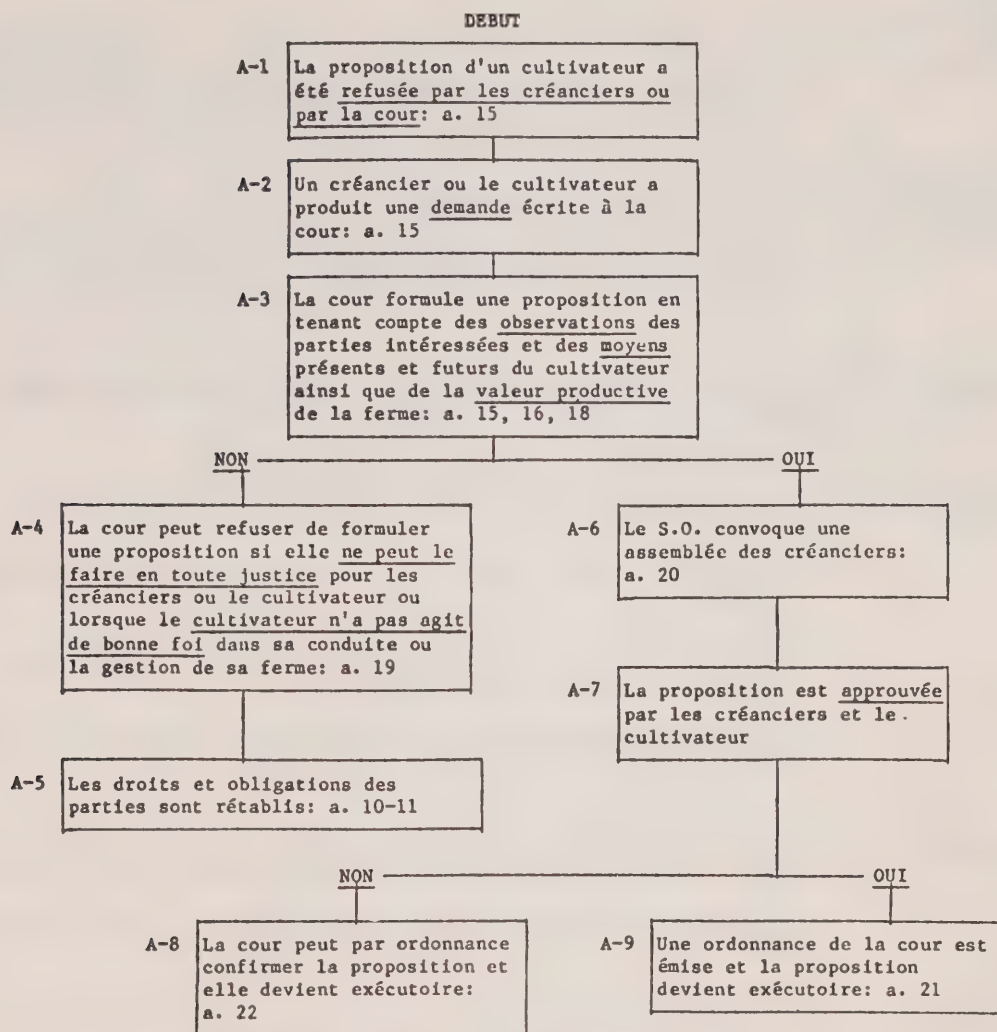 DEBUT
A-1 La proposition d'un cultivateur a
été refusée par les créanciers ou
par la cour: a. 15
A-2 Un créancier ou le cultivateur a
produit une demande écrite à la
cour: a. 15
A-3 La cour formule une proposition en
tenant compte des observations des
parties intéressées et des moyens
présents et futurs du cultivateur
ainsi que de la valeur productive
de la ferme: a. 15, 16, 18
NON
OUI
A-4 La cour peut refuser de formuler
une proposition si elle ne peut le
faire en toute justice pour les
créanciers ou le cultivateur ou
lorsque le cultivateur n'a pas agit
de bonne foi dans sa conduite ou
la gestion de sa ferme: a. 19
A-5 Les droits et obligations des
parties sont rétablis: a. 10-11
A-6 Le S.O. convoque une
assemblée des créanciers:
a. 20
A-7 La proposition est approuvée
par les créanciers et le
cultivateur
NON
OUI
A-8 La cour peut par ordonnance
confirmer la proposition et
elle devient exécutoire:
a. 22
A-9 Une ordonnance de la cour est
émise et la proposition
devient exécutoire: a. 21